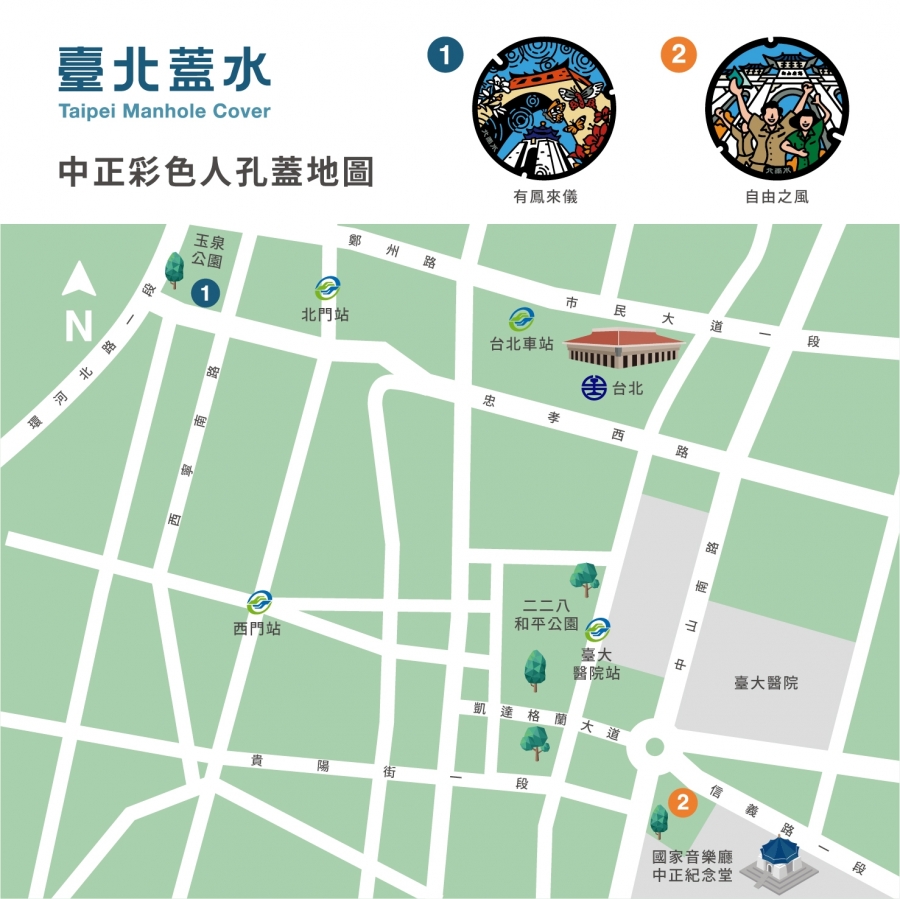 臺北蓋水
Taipei Manhole Cover
中正彩色人孔蓋地圖
1
有鳳來儀
2
自由之風
玉泉
公園
1
環河北路一段
N
北門站
鄭州路
市民大道一段
台北車站
台北
忠孝西路
西寧南路
中山南路
西門站
二二八
和平公園
臺大
醫院站
臺大醫院
凱達格蘭大道
貴陽街一段
信義路一段
2
國家音樂廳
中正紀念堂